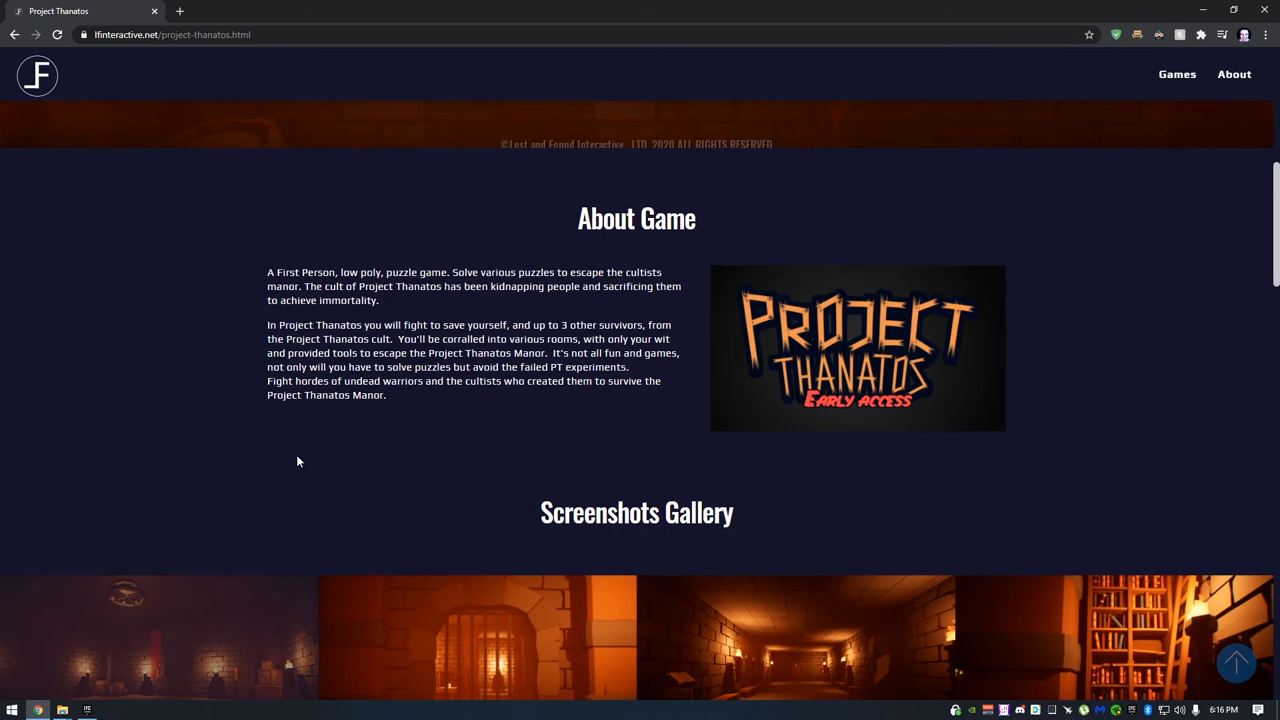 Project Thanatos
lfinteractive.net/project-thanatos.html
Games About
©Lost and Found Interactive , LTD. 2020 ALL RIGHTS RESERVED
About Game
A First Person, low poly, puzzle game. Solve various puzzles to escape the cultists
manor. The cult of Project Thanatos has been kidnapping people and sacrificing them
to achieve immortality.
In Project Thanatos you will fight to save yourself, and up to 3 other survivors, from
the Project Thanatos cult. You'll be corralled into various rooms, with only your wit
and provided tools to escape the Project Thanatos Manor. It's not all fun and games,
not only will you have to solve puzzles but avoid the failed PT experiments.
Fight hordes of undead warriors and the cultists who created them to survive the
Project Thanatos Manor.
PROJECT
THANATOS
EARLY ACCESS
Screenshots Gallery
6:16 PM